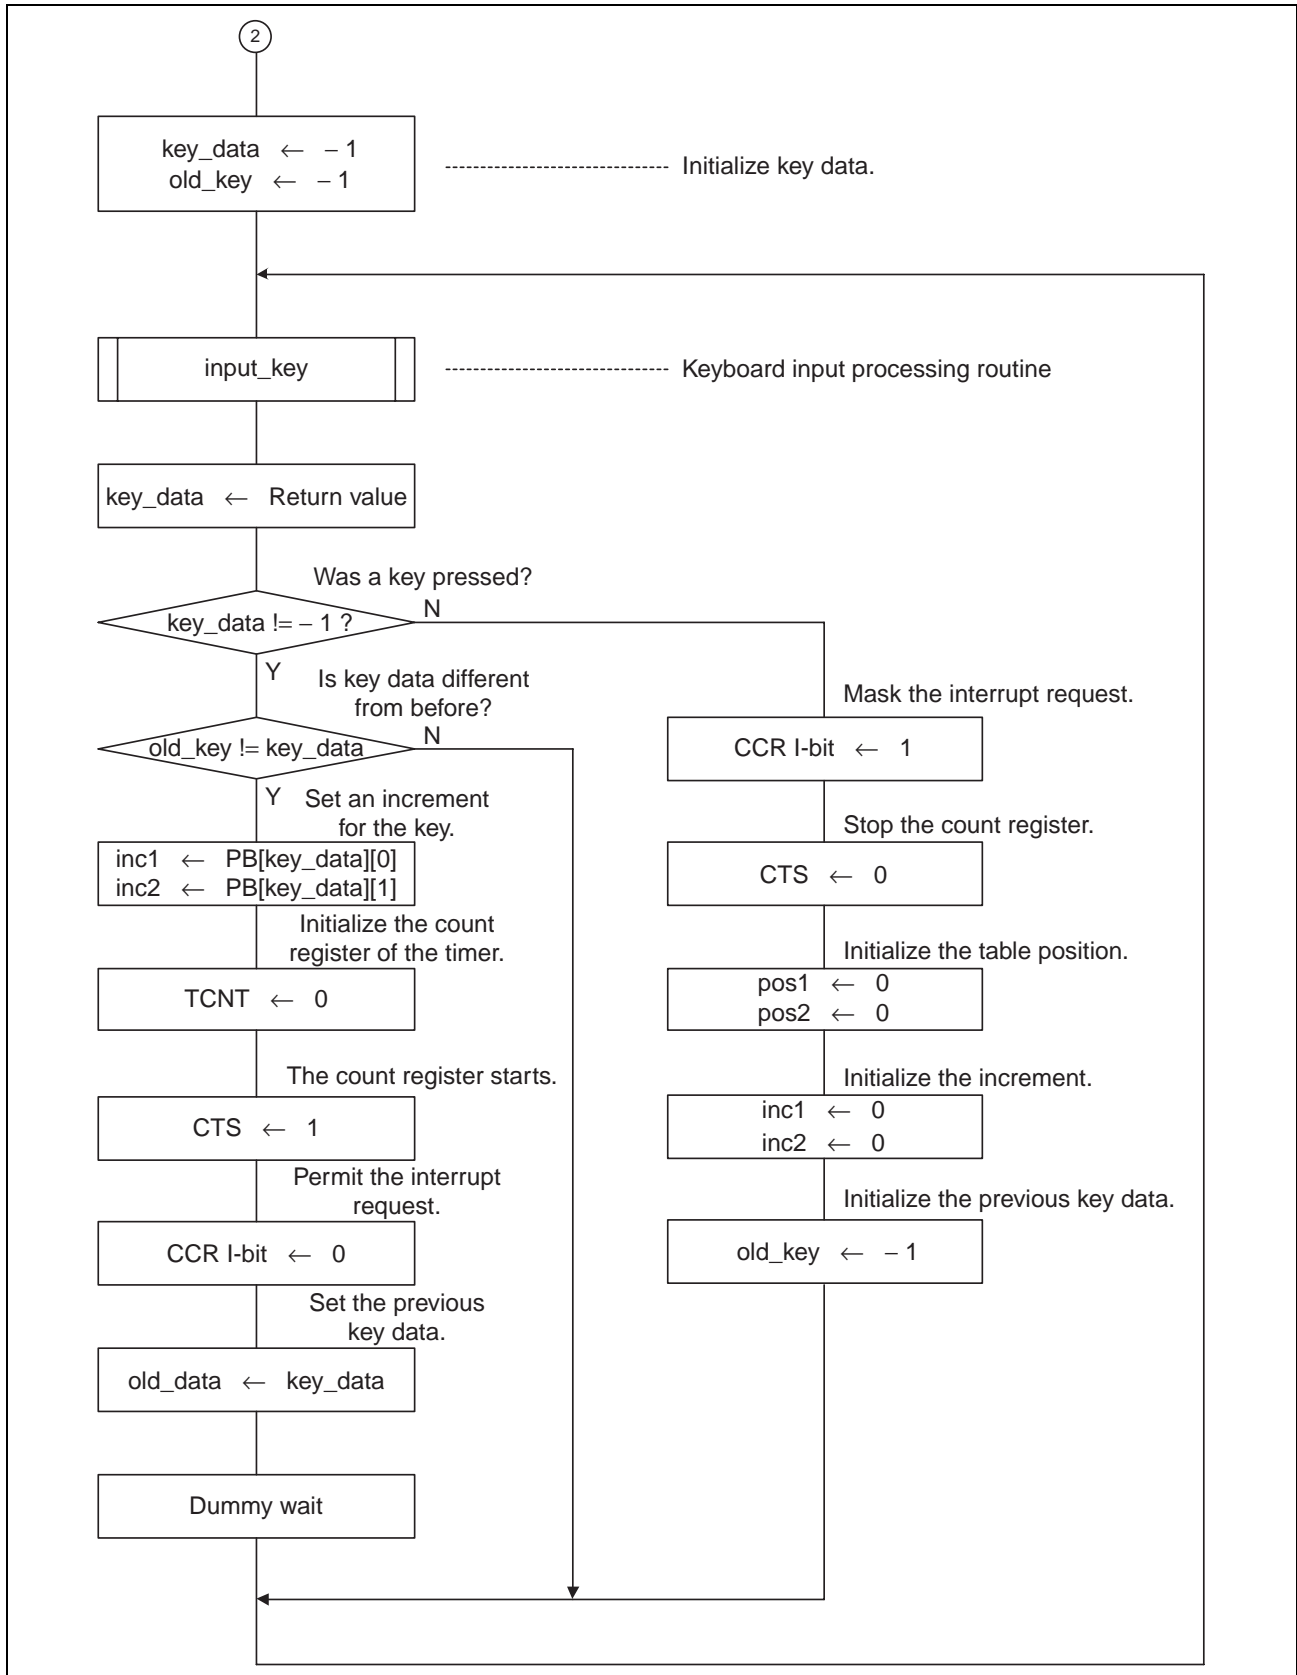 2
key_data ← – 1
old_key ← – 1
Initialize key data.
input_key
Keyboard input processing routine
key_data ← Return value
Was a key pressed?
key_data != – 1 ?
N
Y
Is key data different
from before?
old_key != key_data
N
Y
Set an increment
for the key.
inc1 ← PB[key_data][0]
inc2 ← PB[key_data][1]
Initialize the count
register of the timer.
TCNT ← 0
The count register starts.
CTS ← 1
Permit the interrupt
request.
CCR I-bit ← 0
Set the previous
key data.
old_data ← key_data
Dummy wait
Mask the interrupt request.
CCR I-bit ← 1
Stop the count register.
CTS ← 0
Initialize the table position.
pos1 ← 0
pos2 ← 0
Initialize the increment.
inc1 ← 0
inc2 ← 0
Initialize the previous key data.
old_key ← – 1